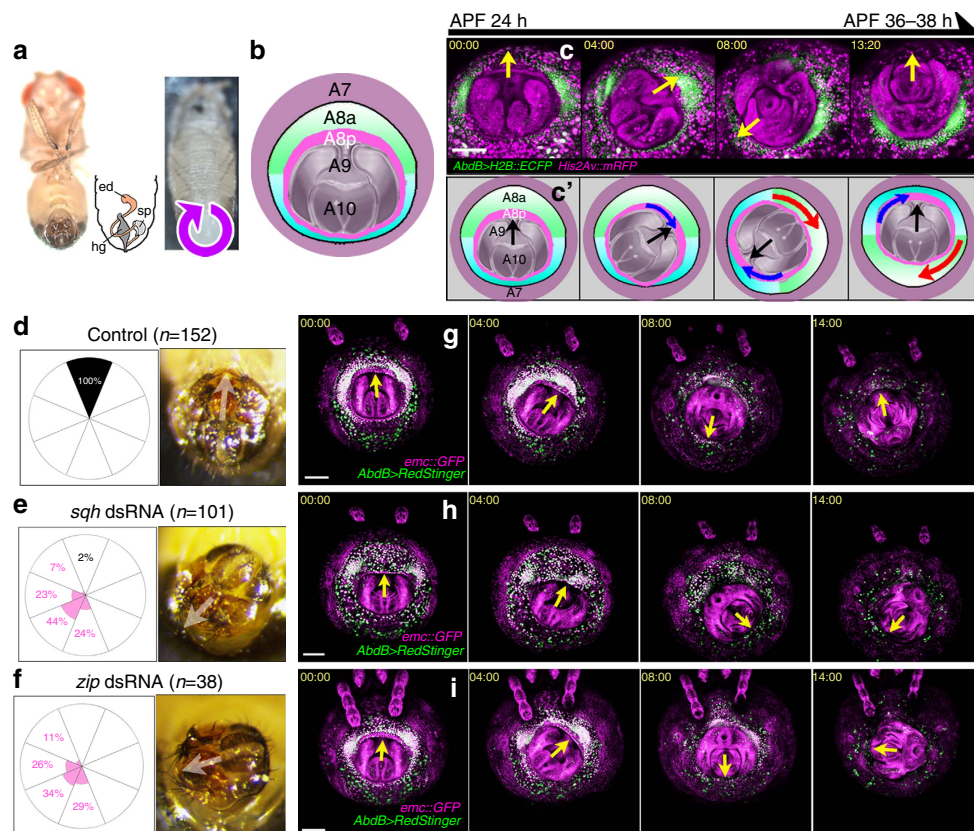 APF 24 h
APF 36–38 h
a
b
c
00:00
04:00
08:00
13:20
A7
A8a
A8p
A9
A10
ed
sp
hg
AbdB>H2B::ECFP His2Av::mRFP
c’
A8a
A8p
A9
A10
A7
d
Control (n=152)
100%
g
00:00
04:00
08:00
14:00
emc::GFP
AbdB>RedStinger
e
sqh dsRNA (n=101)
2%
7%
23%
44%
24%
h
00:00
04:00
08:00
14:00
emc::GFP
AbdB>RedStinger
f
zip dsRNA (n=38)
11%
26%
34%
29%
i
00:00
04:00
08:00
14:00
emc::GFP
AbdB>RedStinger